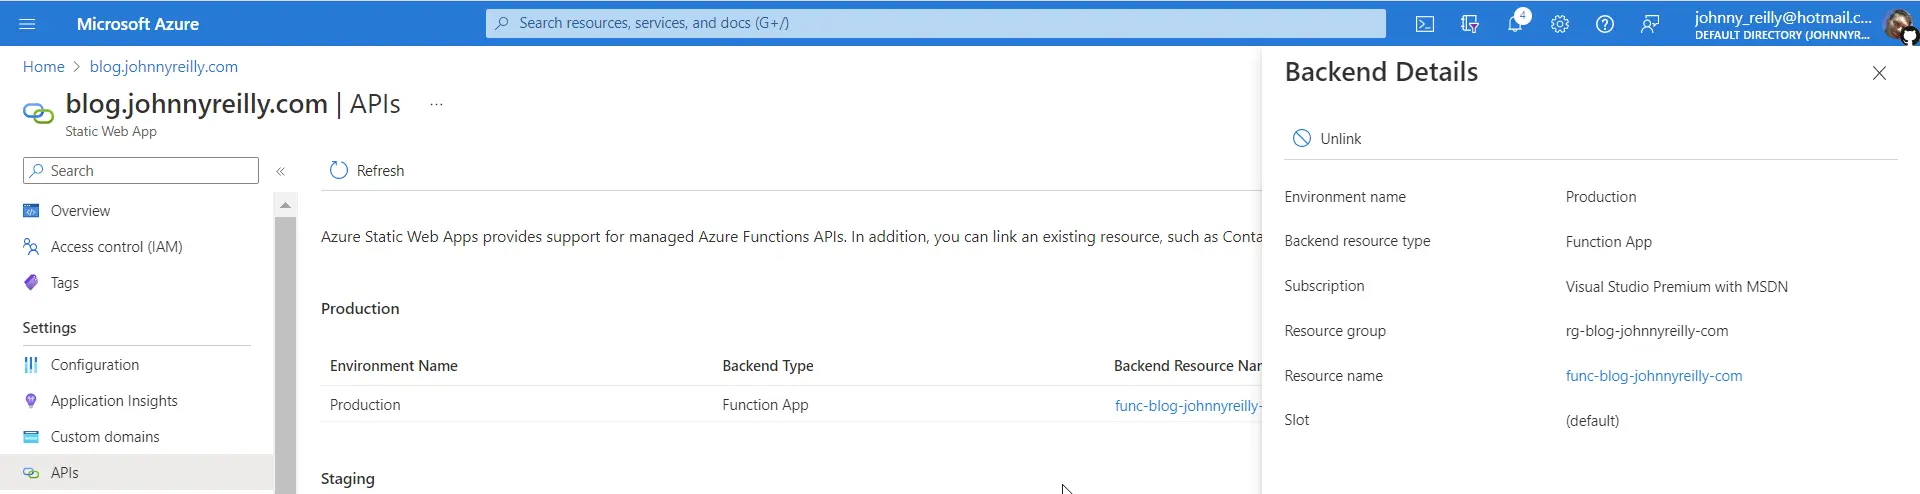 Microsoft Azure
Search resources, services, and docs (G+/)
4
johnny_reilly@hotmail.c...
DEFAULT DIRECTORY (JOHNNYR...
Home > blog.johnnyreilly.com
blog.johnnyreilly.com | APIs ...
Static Web App
Search
«
Overview
Access control (IAM)
Tags
Settings
Configuration
Application Insights
Custom domains
APIs
Refresh
Azure Static Web Apps provides support for managed Azure Functions APIs. In addition, you can link an existing resource, such as Conta
Production
Environment Name Backend Type Backend Resource Nar
Production Function App func-blog-johnnyreilly-
Staging
Backend Details
Unlink
Environment name Production
Backend resource type Function App
Subscription Visual Studio Premium with MSDN
Resource group rg-blog-johnnyreilly-com
Resource name func-blog-johnnyreilly-com
Slot (default)